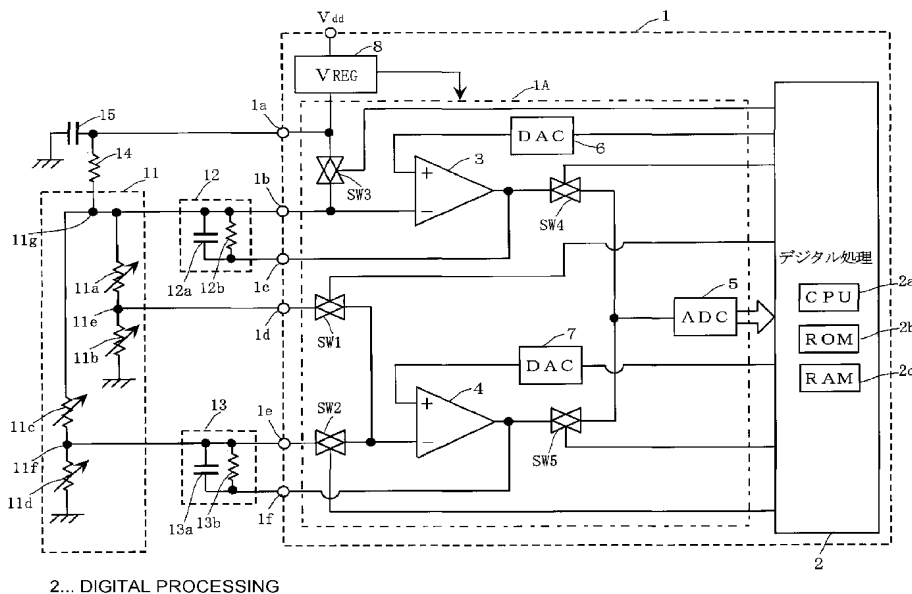 Vdd
1
8
VREG
1A
15
1a
DAC
6
14
3
SW3
11
12
1b
SW4
11g
デジタル処理
11a
12a
12b
1c
CPU
2a
11e
1d
5
ADC
11b
SW1
7
ROM
2b
DAC
RAM
2c
4
11c
13
1e
SW2
11f
SW5
11d
13a
13b
1f
2
2... DIGITAL PROCESSING